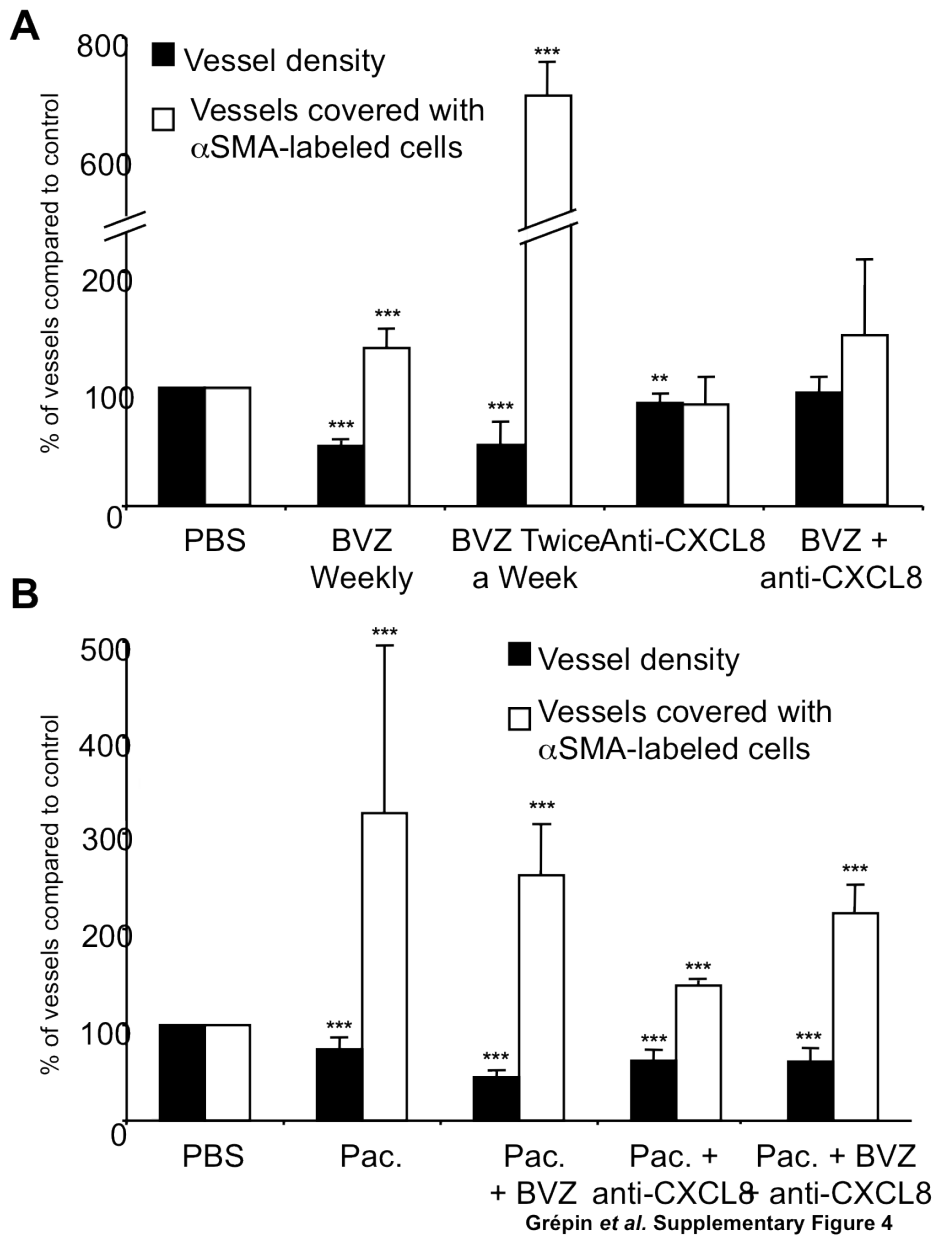 A
800
600
200
100
0
% of vessels compared to control
Vessel density
Vessels covered with
αSMA-labeled cells
***
***
***
***
**
PBS
BVZ
Weekly
BVZ Twice
a Week
Anti-CXCL8
BVZ +
anti-CXCL8
B
500
400
300
200
100
0
% of vessels compared to control
Vessel density
Vessels covered with
αSMA-labeled cells
***
***
***
***
***
***
***
***
PBS
Pac.
Pac.
+ BVZ
Pac. +
anti-CXCL8
Pac. + BVZ
+ anti-CXCL8
Grépin et al. Supplementary Figure 4